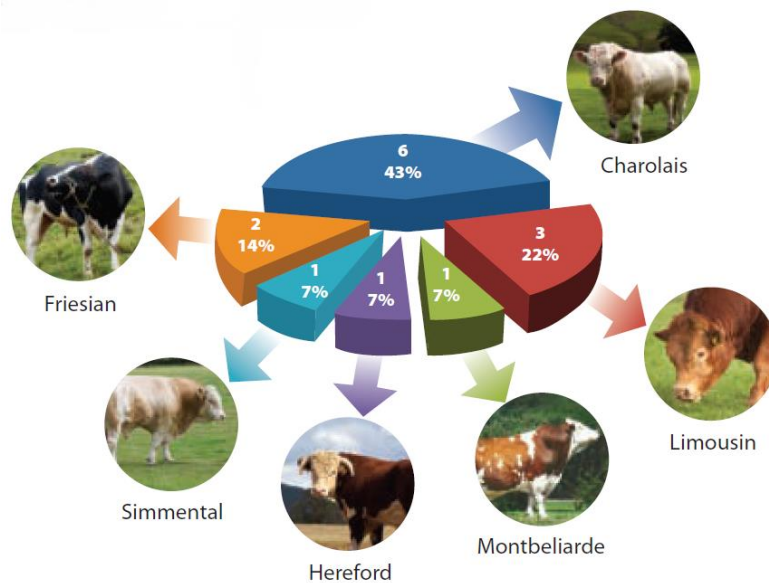 6
43%
Charolais
3
22%
Limousin
1
7%
Montbeliarde
1
7%
Hereford
1
7%
Simmental
2
14%
Friesian